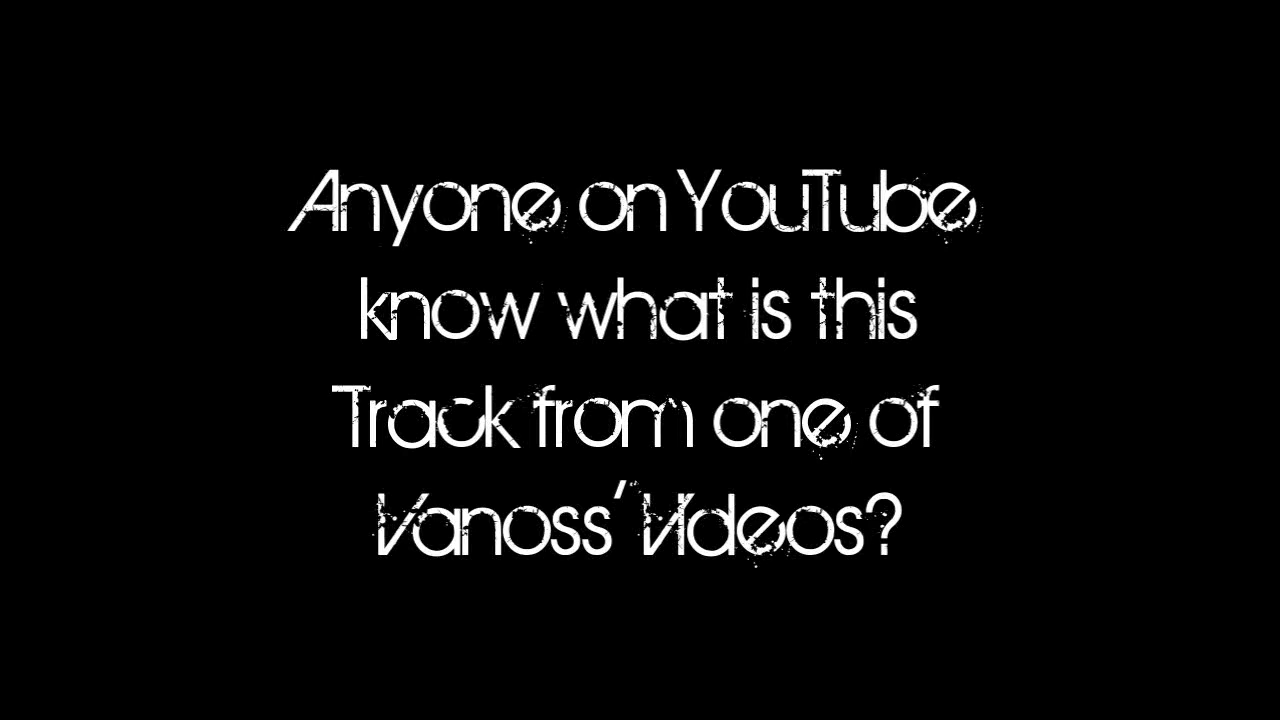 Anyone on YouTube
know what is this
Track from one of
Vanoss' Videos?